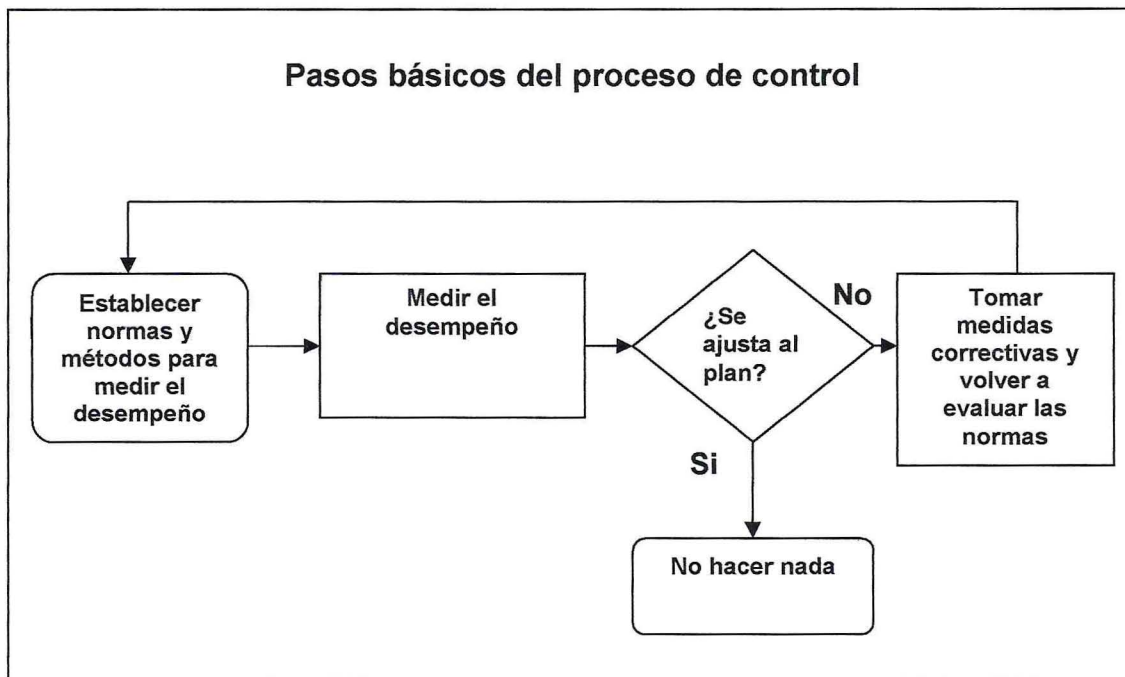 Pasos básicos del proceso de control
Establecer
normas y
métodos para
medir el
desempeño
Medir el
desempeño
¿Se
ajusta al
plan?
No
Tomar
medidas
correctivas y
volver a
evaluar las
normas
Si
No hacer nada